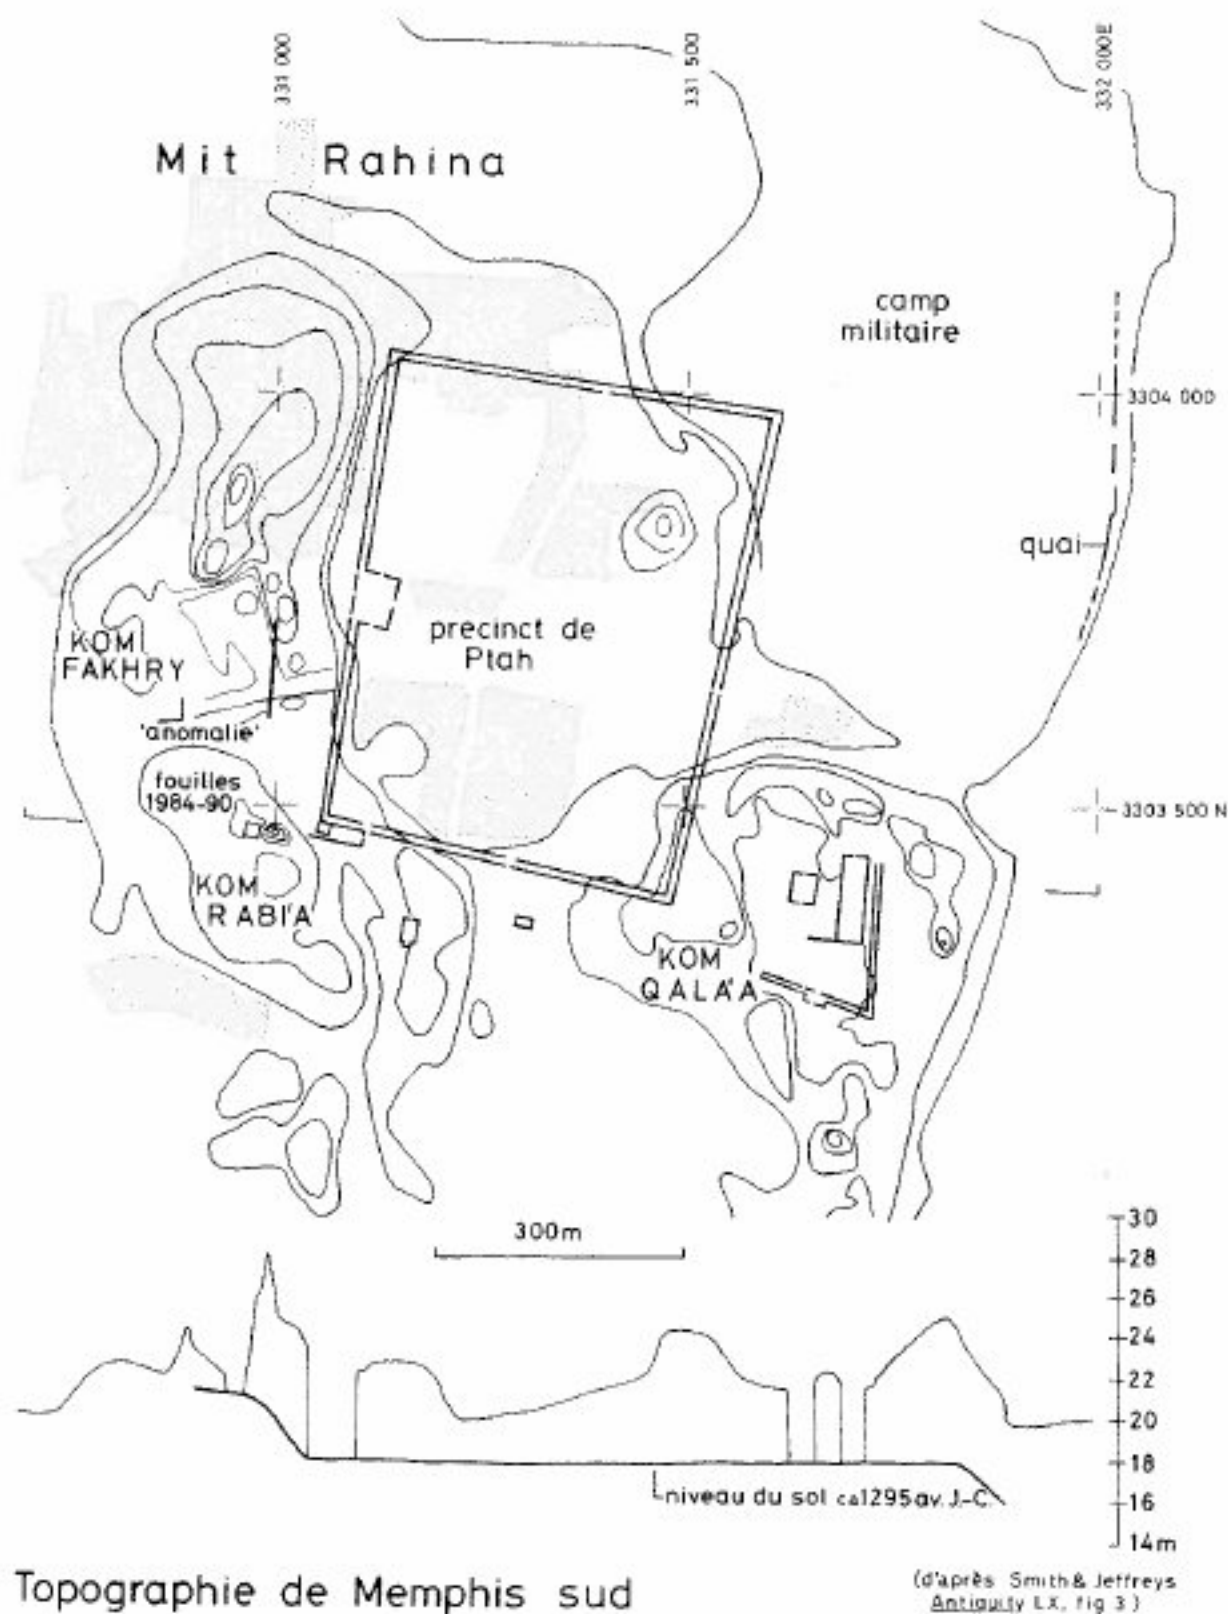 331 000
331 500
332 000E
Mit Rahina
camp
militaire
3304 000
quai
precinct de
Ptah
KOM
FAKHRY
'anomalie'
fouilles
1984-90
3303 500 N
KOM
RABI'A
KOM
QALA'A
300m
30
28
26
24
22
20
18
16
14m
niveau du sol ca1295av. J.-C.
Topographie de Memphis sud
(d'après Smith & Jeffreys
Antiquity LX, fig 3)